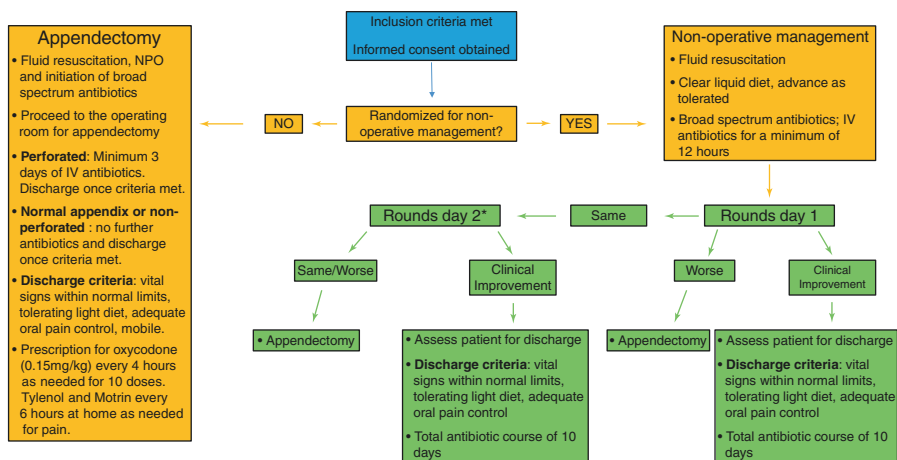 Inclusion criteria met
Informed consent obtained
Randomized for non-
operative management?
NO
YES
Appendectomy
• Fluid resuscitation, NPO
and initiation of broad
spectrum antibiotics
• Proceed to the operating
room for appendectomy
• Perforated: Minimum 3
days of IV antibiotics.
Discharge once criteria met.
• Normal appendix or non-
perforated : no further
antibiotics and discharge
once criteria met.
• Discharge criteria: vital
signs within normal limits,
tolerating light diet, adequate
oral pain control, mobile.
• Prescription for oxycodone
(0.15mg/kg) every 4 hours
as needed for 10 doses.
Tylenol and Motrin every
6 hours at home as needed
for pain.
Non-operative management
• Fluid resuscitation
• Clear liquid diet, advance as
tolerated
• Broad spectrum antibiotics; IV
antibiotics for a minimum of
12 hours
Rounds day 2*
Same
Rounds day 1
Same/Worse
Clinical
Improvement
Worse
Clinical
Improvement
• Appendectomy
• Assess patient for discharge
• Discharge criteria: vital
signs within normal limits,
tolerating light diet, adequate
oral pain control
• Total antibiotic course of 10
days
• Appendectomy
• Assess patient for discharge
• Discharge criteria: vital
signs within normal limits,
tolerating light diet, adequate
oral pain control
• Total antibiotic course of 10
days